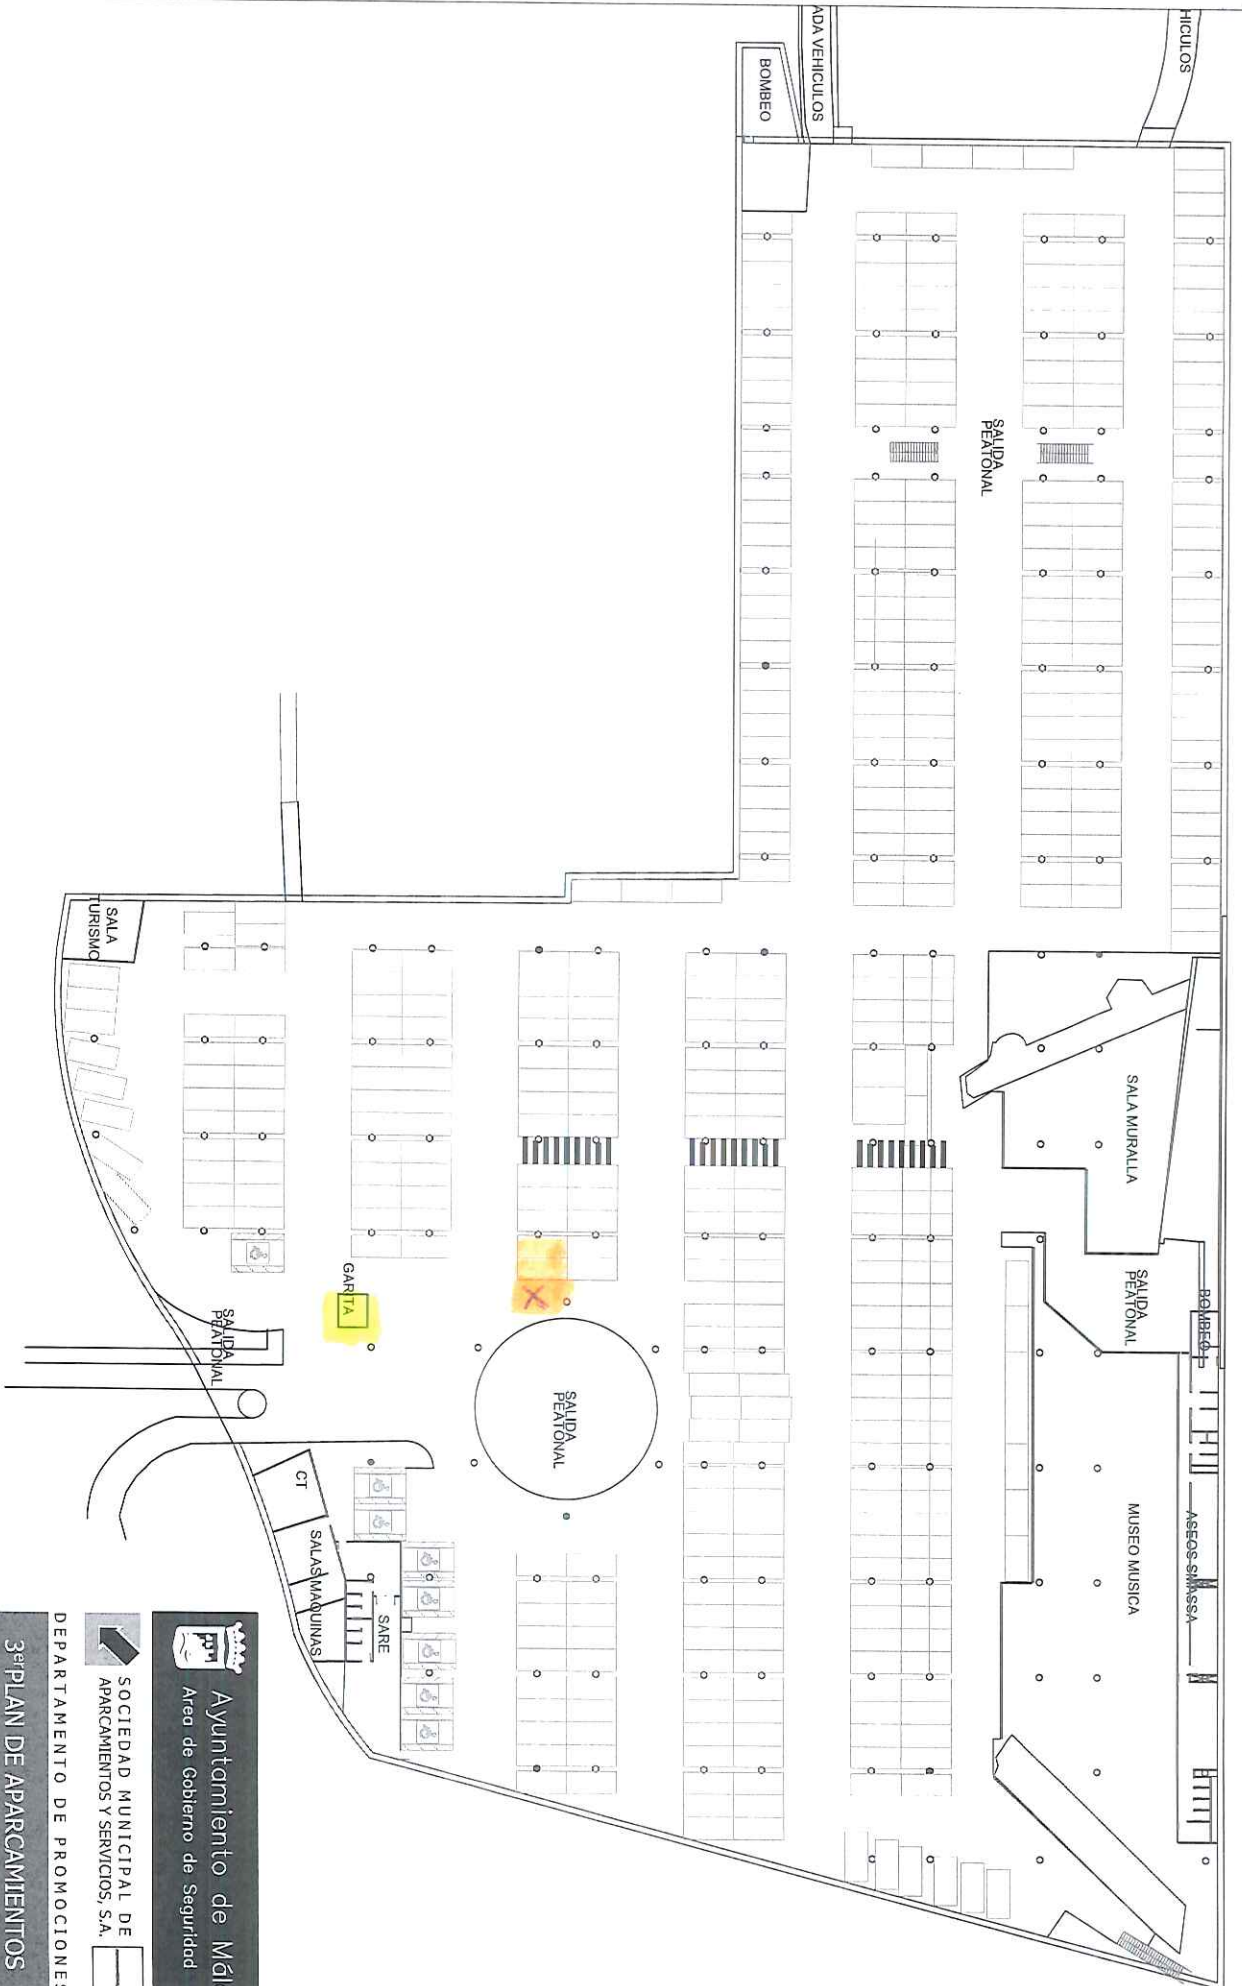 HICULOS
ADA VEHICULOS
BOMBEO
SALIDA
PEATONAL
SALA MURALLA
SALIDA
PEATONAL
BOMBEO
MUSEO MUSICA
ASEOS SMASSA
SALA
TURISMO
GARITA
X
SALIDA
PEATONAL
SALIDA
PEATONAL
CT
SALAS MAQUINAS
SARE
Ayuntamiento de Mál
Area de Gobierno de Seguridad
SOCIEDAD MUNICIPAL DE
APARCAMIENTOS Y SERVICIOS, S.A.
DEPARTAMENTO DE PROMOCIONES
3er PLAN DE APARCAMIENTOS